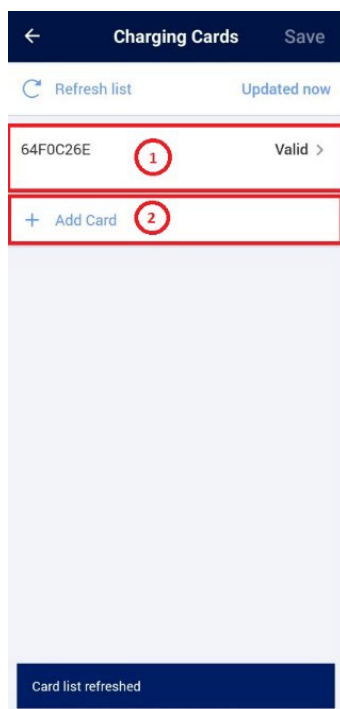 Charging Cards Save
Refresh list Updated now
64F0C26E 1 Valid >
+ Add Card 2
Card list refreshed